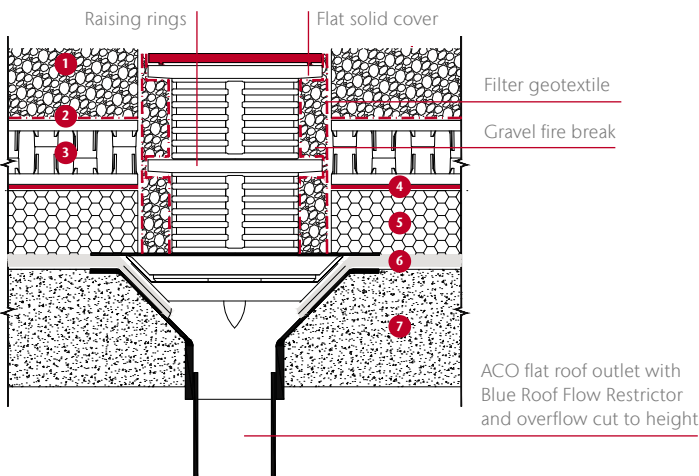 Raising rings
Flat solid cover
1
Filter geotextile
2
Gravel fire break
3
4
5
6
7
ACO flat roof outlet with
Blue Roof Flow Restrictor
and overflow cut to height